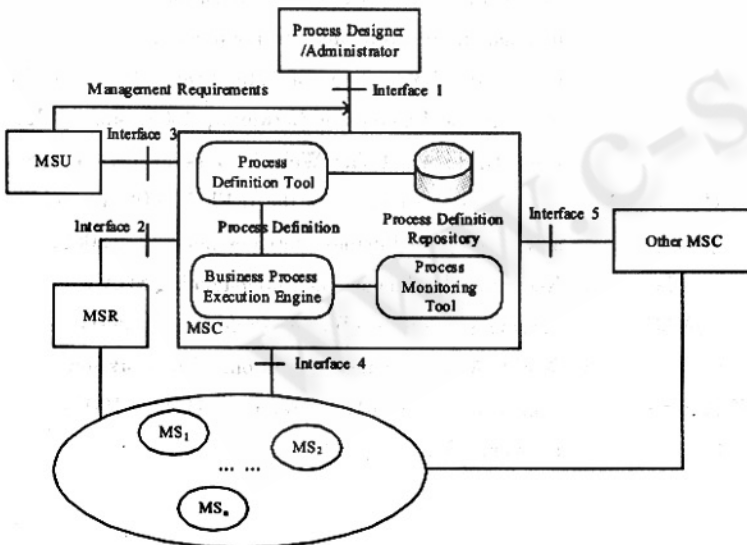 Process Designer
/Administrator
Management Requirements
Interface 1
Interface 3
MSU
Process
Definition Tool
Interface 2
Process Definition
Process Definition
Repository
Interface 5
Other MSC
Business Process
Execution Engine
Process
Monitoring
Tool
MSR
MSC
Interface 4
MS₁
MS₂
... ...
MSₙ
www.c-s